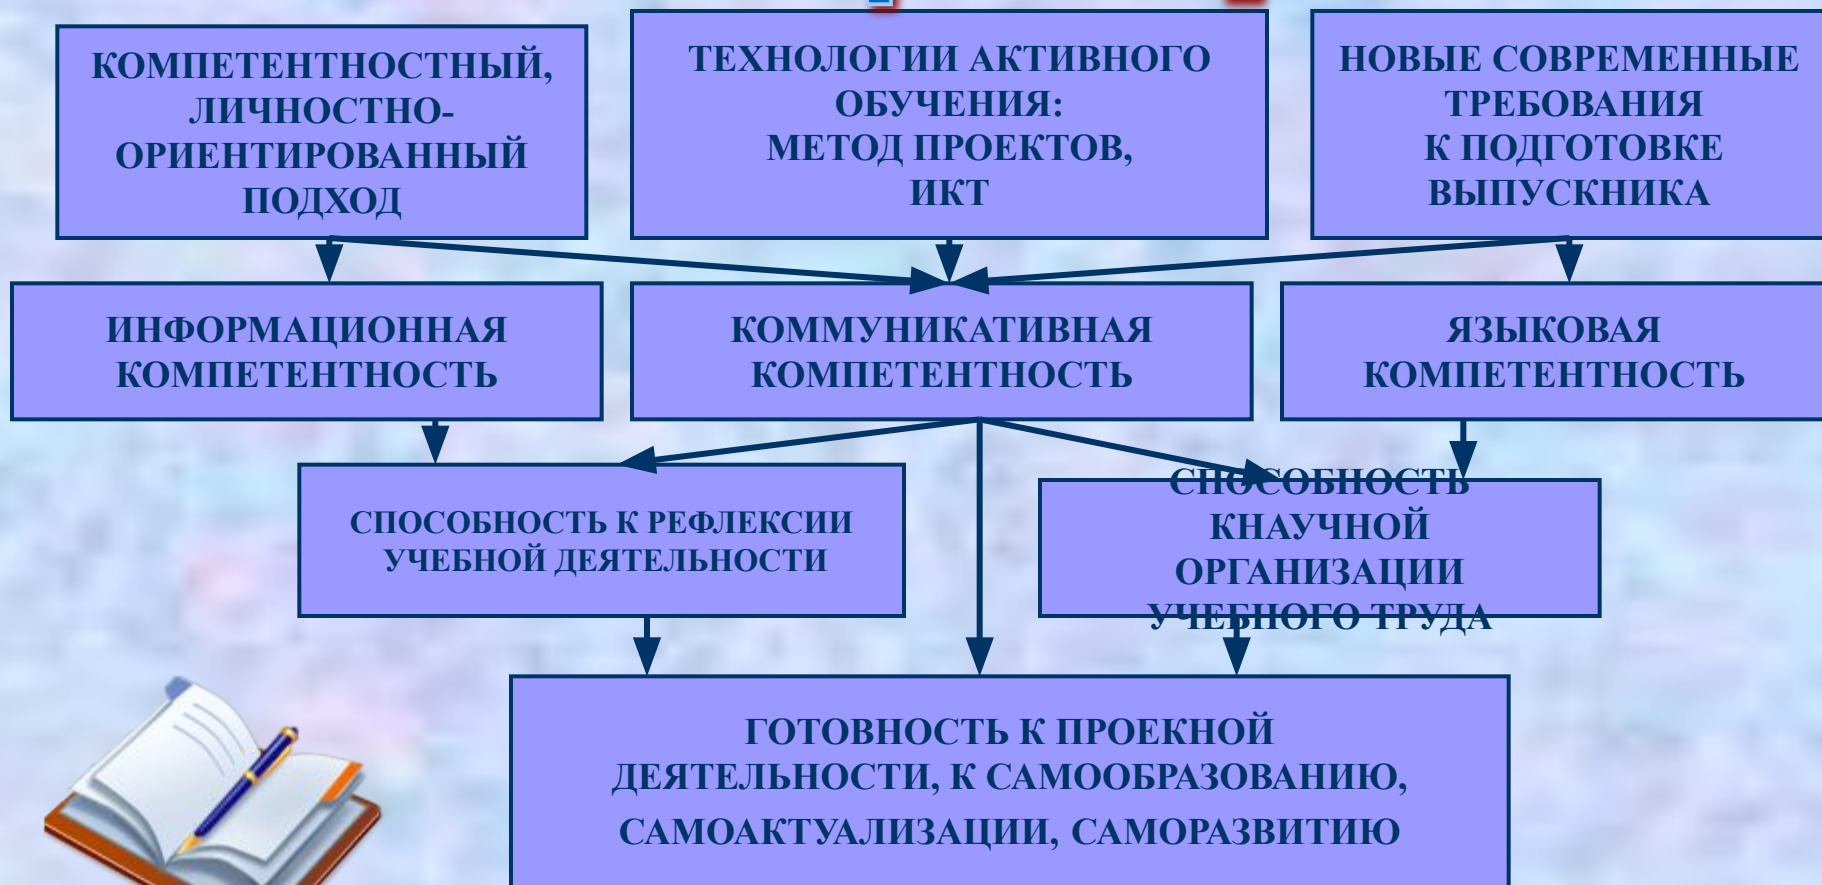 КОМПЕТЕНТНОСТНЫЙ,
ЛИЧНОСТНО-
ОРИЕНТИРОВАННЫЙ
ПОДХОД
ТЕХНОЛОГИИ АКТИВНОГО
ОБУЧЕНИЯ:
МЕТОД ПРОЕКТОВ,
ИКТ
НОВЫЕ СОВРЕМЕННЫЕ
ТРЕБОВАНИЯ
К ПОДГОТОВКЕ
ВЫПУСКНИКА
ИНФОРМАЦИОННАЯ
КОМПЕТЕНТНОСТЬ
КОММУНИКАТИВНАЯ
КОМПЕТЕНТНОСТЬ
ЯЗЫКОВАЯ
КОМПЕТЕНТНОСТЬ
СПОСОБНОСТЬ К РЕФЛЕКСИИ
УЧЕБНОЙ ДЕЯТЕЛЬНОСТИ
СПОСОБНОСТЬ
КНАУЧНОЙ
ОРГАНИЗАЦИИ
УЧЕБНОГО ТРУДА
ГОТОВНОСТЬ К ПРОЕКНОЙ
ДЕЯТЕЛЬНОСТИ, К САМООБРАЗОВАНИЮ,
САМОАКТУАЛИЗАЦИИ, САМОРАЗВИТИЮ